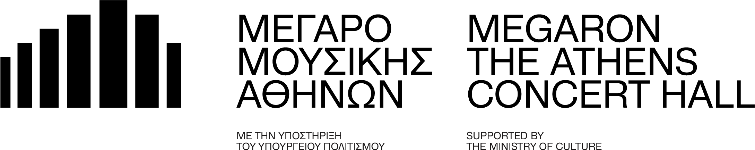 ΜΕΓΑΡΟ
ΜΟΥΣΙΚΗΣ
ΑΘΗΝΩΝ
ΜΕ ΤΗΝ ΥΠΟΣΤΗΡΙΞΗ
ΤΟΥ ΥΠΟΥΡΓΕΙΟΥ ΠΟΛΙΤΙΣΜΟΥ
MEGARON
THE ATHENS
CONCERT HALL
SUPPORTED BY
THE MINISTRY OF CULTURE